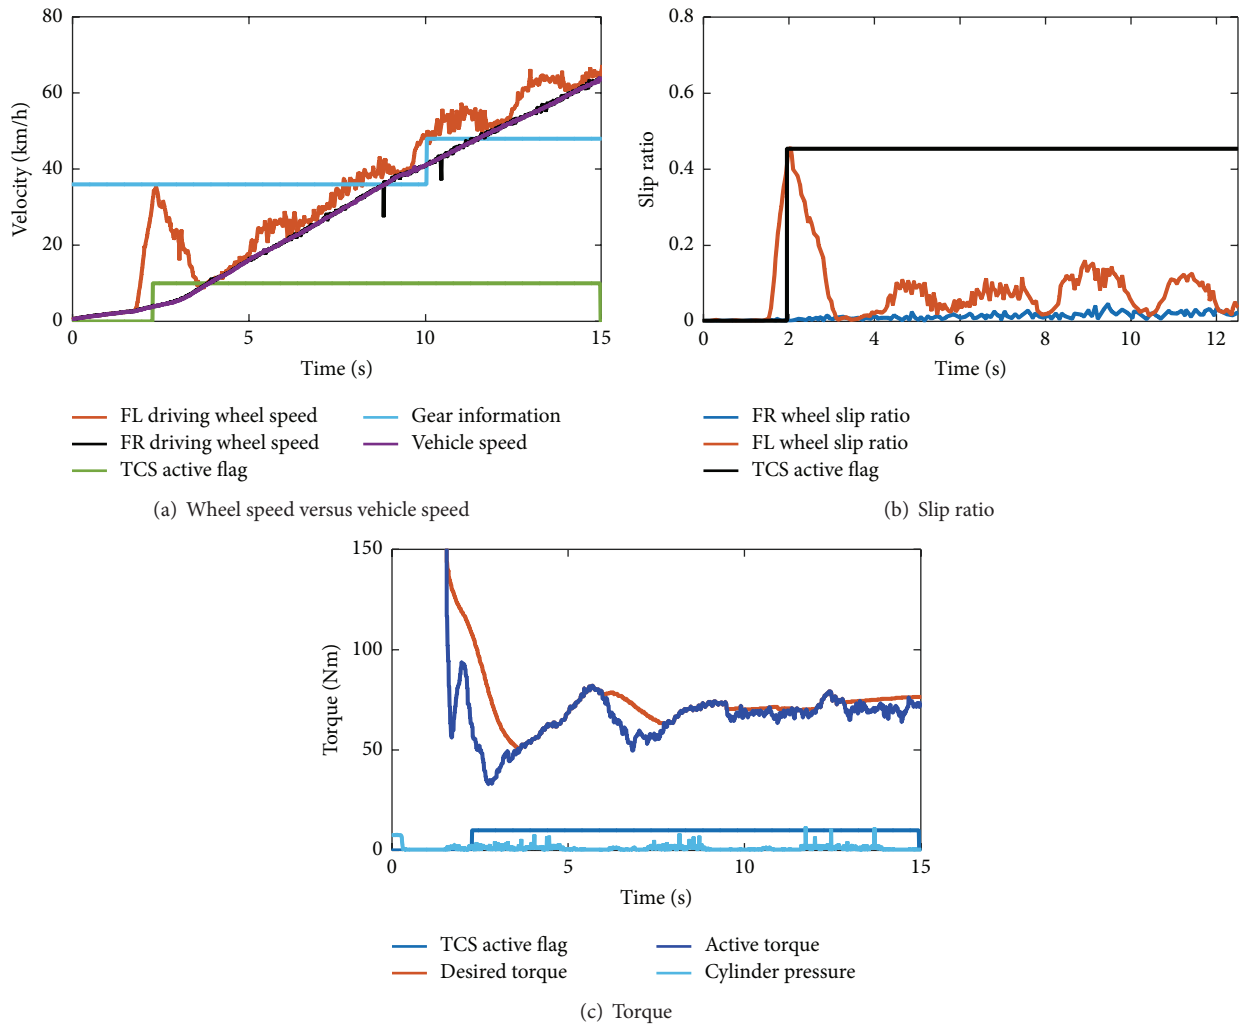 80
60
40
20
0
Velocity (km/h)
0 5 10 15
Time (s)
FL driving wheel speed
FR driving wheel speed
TCS active flag
Gear information
Vehicle speed
(a) Wheel speed versus vehicle speed
0.8
0.6
0.4
0.2
0
Slip ratio
0 2 4 6 8 10 12
Time (s)
FR wheel slip ratio
FL wheel slip ratio
TCS active flag
(b) Slip ratio
150
100
50
0
Torque (Nm)
0 5 10 15
Time (s)
TCS active flag
Desired torque
Active torque
Cylinder pressure
(c) Torque